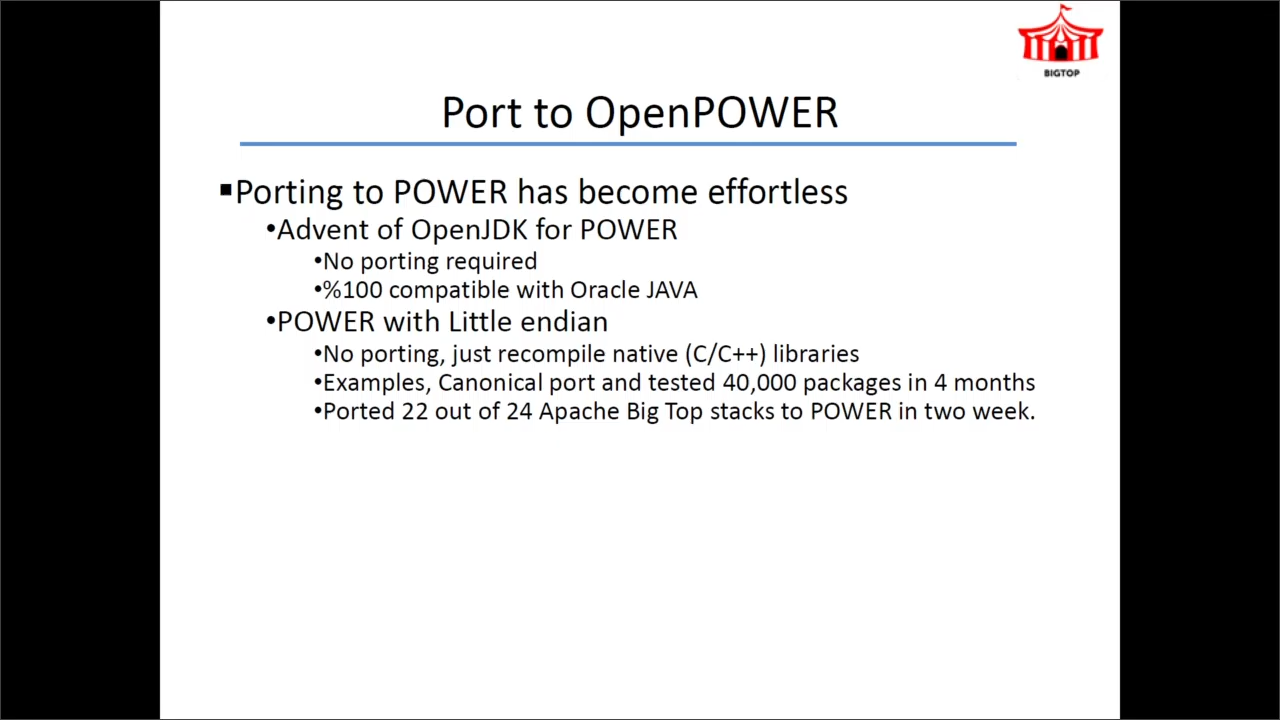 BIGTOP
Port to OpenPOWER
▪Porting to POWER has become effortless
•Advent of OpenJDK for POWER
•No porting required
•%100 compatible with Oracle JAVA
•POWER with Little endian
•No porting, just recompile native (C/C++) libraries
•Examples, Canonical port and tested 40,000 packages in 4 months
•Ported 22 out of 24 Apache Big Top stacks to POWER in two week.